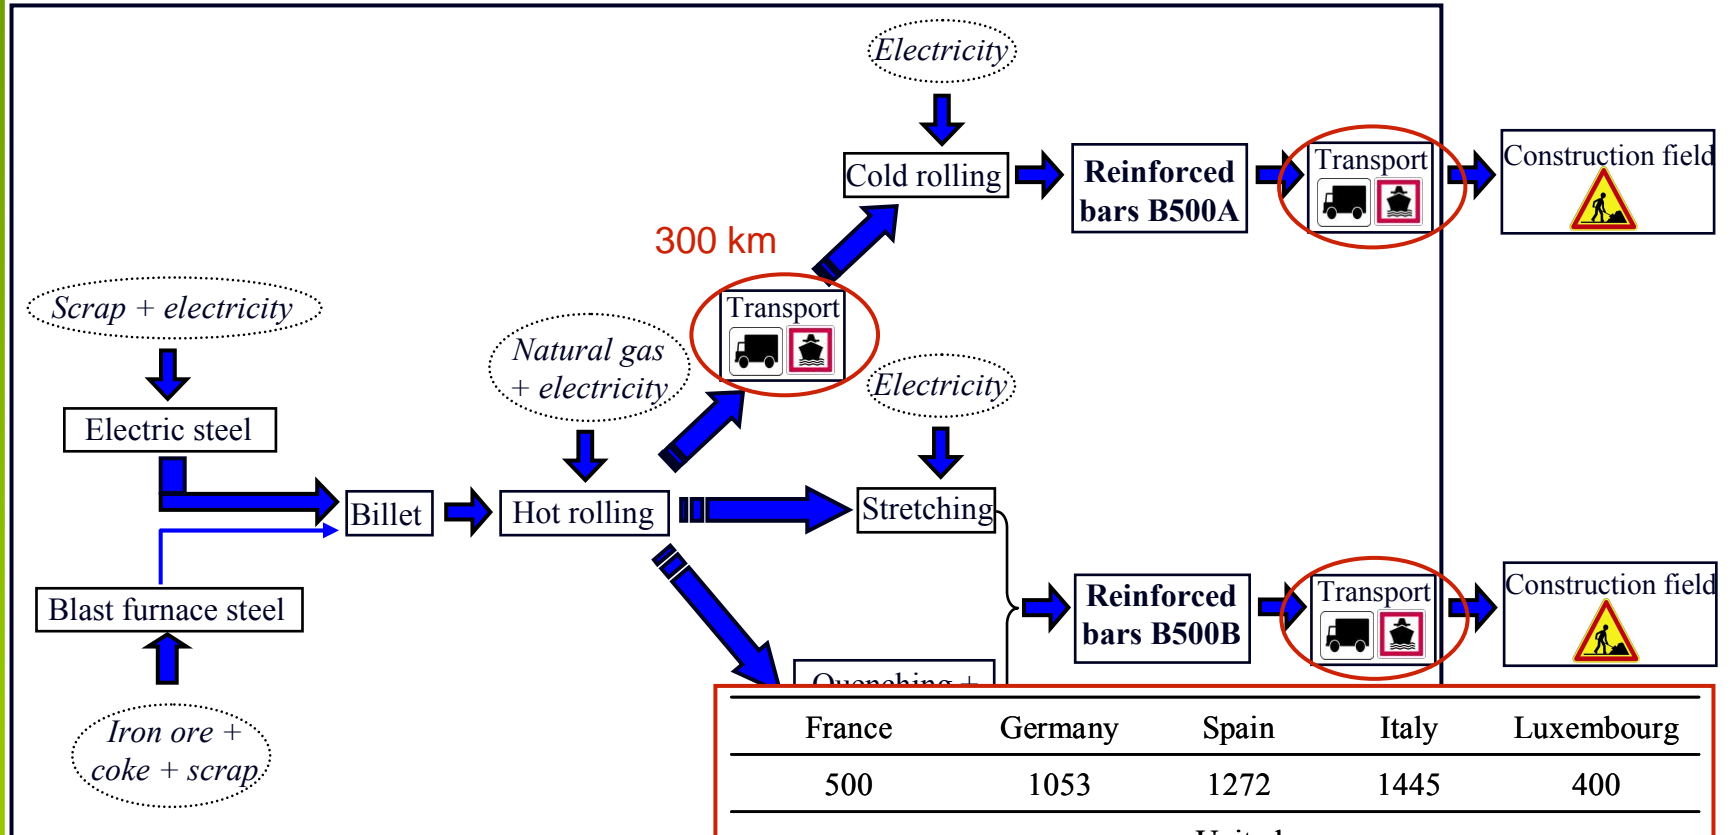 Electricity
Cold rolling
Reinforced
bars B500A
Transport
Construction field
300 km
Transport
Scrap + electricity
Natural gas
+ electricity
Electricity
Electric steel
Billet
Hot rolling
Stretching
Blast furnace steel
Reinforced
bars B500B
Transport
Construction field
Quenching +
Iron ore +
coke + scrap
France Germany Spain Italy Luxembourg
500 1053 1272 1445 400
United